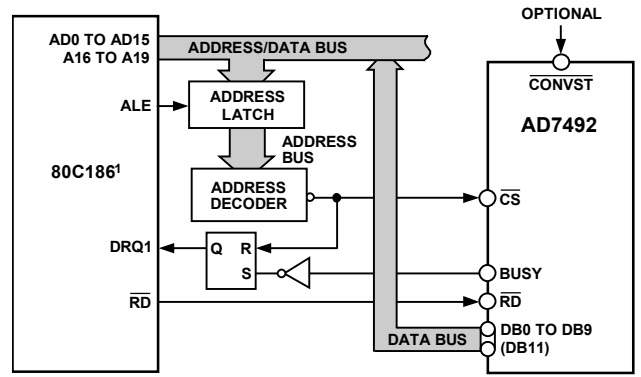 OPTIONAL
AD0 TO AD15
A16 TO A19
ADDRESS/DATA BUS
CONVST
ALE
ADDRESS
LATCH
AD7492
ADDRESS
BUS
80C186¹
ADDRESS
DECODER
CS
DRQ1
Q R
S
BUSY
RD
RD
DB0 TO DB9
(DB11)
DATA BUS